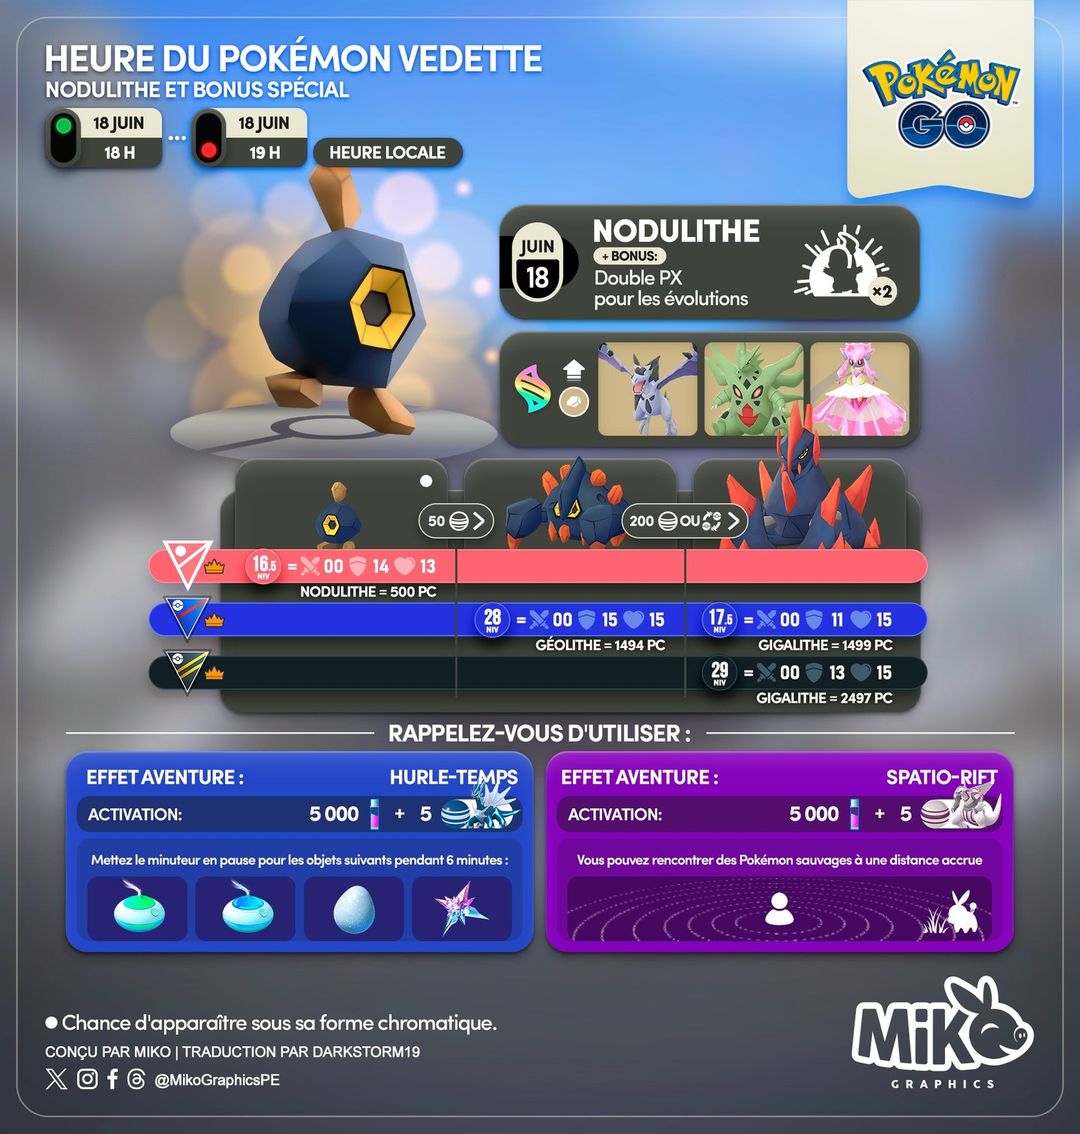 HEURE DU POKÉMON VEDETTE
NODULITHE ET BONUS SPÉCIAL
18 JUIN
18 H
...
18 JUIN
19 H
HEURE LOCALE
POKÉMON
GO
JUIN
18
NODULITHE
+ BONUS:
Double PX
pour les évolutions
×2
50
200 OU
16.5 NIV = 00 14 13
NODULITHE = 500 PC
28 NIV = 00 15 15
GÉOLITHE = 1494 PC
17.5 NIV = 00 11 15
GIGALITHE = 1499 PC
29 NIV = 00 13 15
GIGALITHE = 2497 PC
RAPPELEZ-VOUS D'UTILISER :
EFFET AVENTURE : HURLE-TEMPS
ACTIVATION: 5 000 + 5
Mettez le minuteur en pause pour les objets suivants pendant 6 minutes :
EFFET AVENTURE : SPATIO-RIFT
ACTIVATION: 5 000 + 5
Vous pouvez rencontrer des Pokémon sauvages à une distance accrue
Chance d'apparaître sous sa forme chromatique.
CONÇU PAR MIKO | TRADUCTION PAR DARKSTORM19
@MikoGraphicsPE
MiKO
GRAPHICS